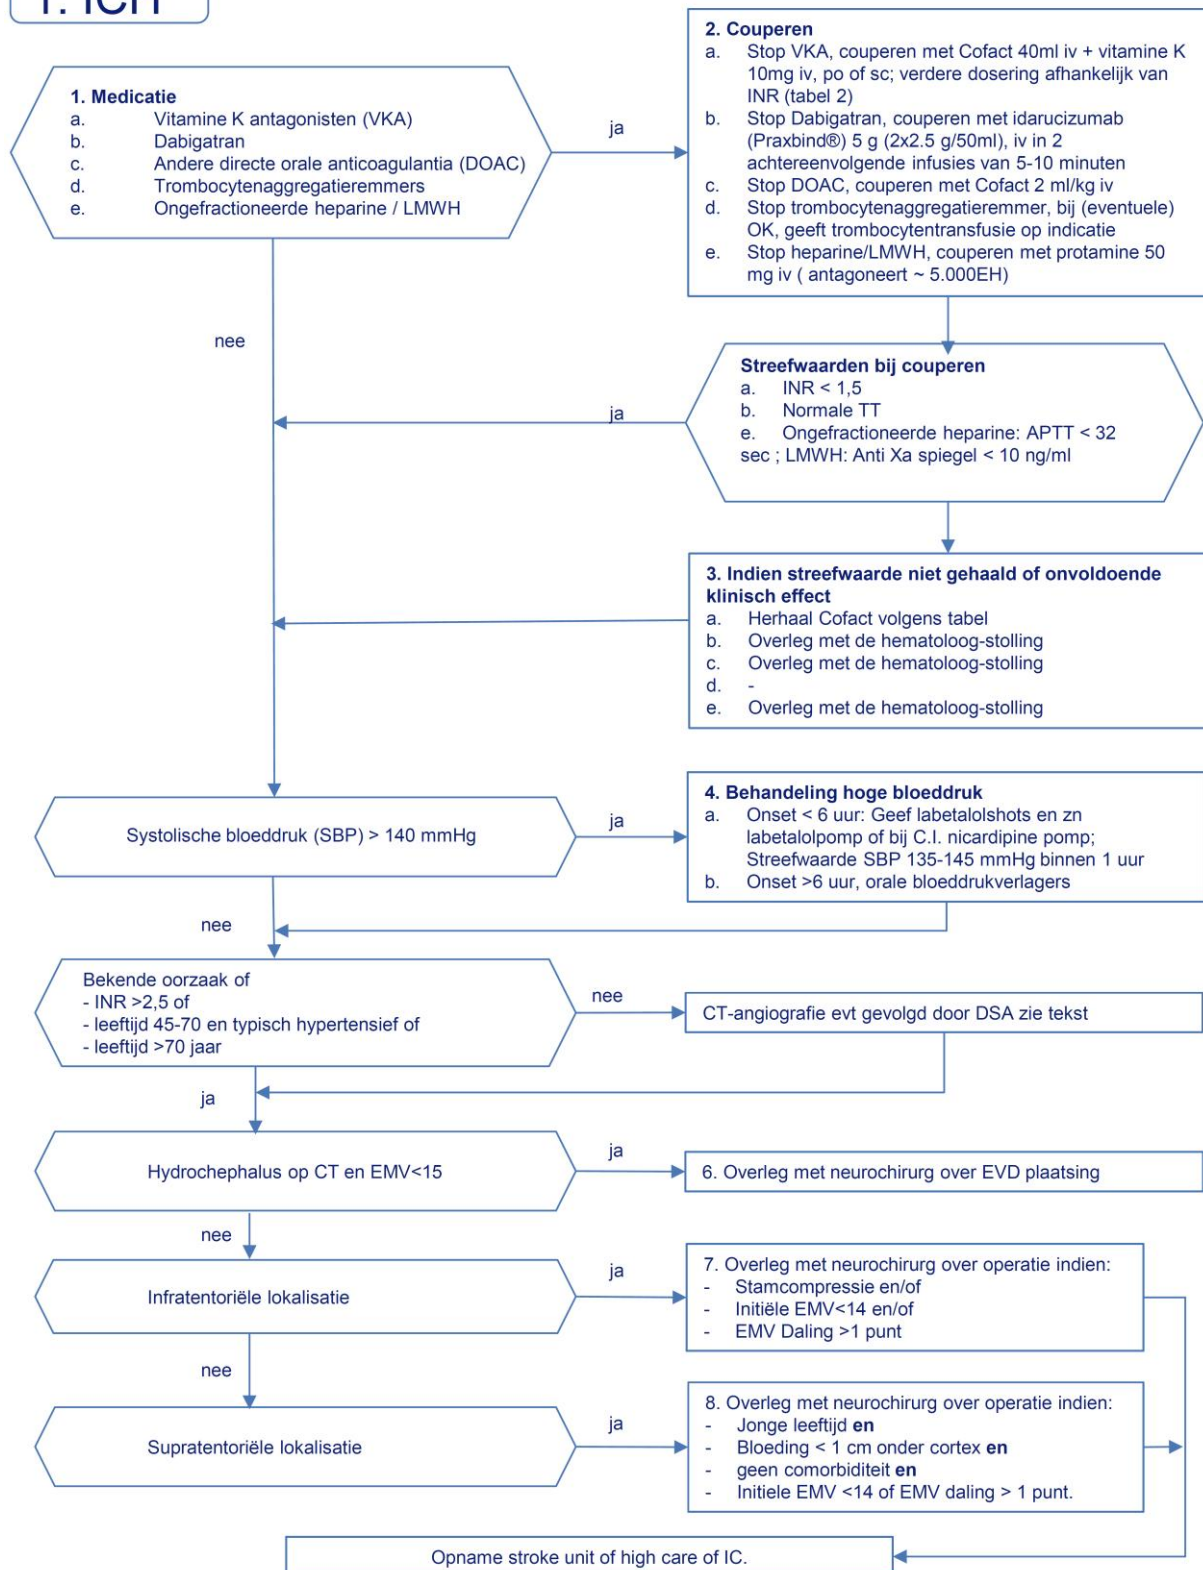 1. ICH
1. Medicatie
a. Vitamine K antagonisten (VKA)
b. Dabigatran
c. Andere directe orale anticoagulantia (DOAC)
d. Trombocytenaggregatieremmers
e. Ongefractioneerde heparine / LMWH
ja
2. Couperen
a. Stop VKA, couperen met Cofact 40ml iv + vitamine K
10mg iv, po of sc; verdere dosering afhankelijk van
INR (tabel 2)
b. Stop Dabigatran, couperen met idarucizumab
(Praxbind®) 5 g (2x2.5 g/50ml), iv in 2
achtereenvolgende infusies van 5-10 minuten
c. Stop DOAC, couperen met Cofact 2 ml/kg iv
d. Stop trombocytenaggregatieremmer, bij (eventuele)
OK, geeft trombocytentransfusie op indicatie
e. Stop heparine/LMWH, couperen met protamine 50
mg iv ( antagoneert ~ 5.000EH)
nee
Streefwaarden bij couperen
a. INR < 1,5
b. Normale TT
e. Ongefractioneerde heparine: APTT < 32
sec ; LMWH: Anti Xa spiegel < 10 ng/ml
ja
3. Indien streefwaarde niet gehaald of onvoldoende
klinisch effect
a. Herhaal Cofact volgens tabel
b. Overleg met de hematoloog-stolling
c. Overleg met de hematoloog-stolling
d. -
e. Overleg met de hematoloog-stolling
Systolische bloeddruk (SBP) > 140 mmHg
ja
4. Behandeling hoge bloeddruk
a. Onset < 6 uur: Geef labetalolshots en zn
labetalolpomp of bij C.I. nicardipine pomp;
Streefwaarde SBP 135-145 mmHg binnen 1 uur
b. Onset >6 uur, orale bloeddrukverlagers
nee
Bekende oorzaak of
- INR >2,5 of
- leeftijd 45-70 en typisch hypertensief of
- leeftijd >70 jaar
nee
CT-angiografie evt gevolgd door DSA zie tekst
ja
Hydrochephalus op CT en EMV<15
ja
6. Overleg met neurochirurg over EVD plaatsing
nee
Infratentoriële lokalisatie
ja
7. Overleg met neurochirurg over operatie indien:
- Stamcompressie en/of
- Initiële EMV<14 en/of
- EMV Daling >1 punt
nee
Supratentoriële lokalisatie
ja
8. Overleg met neurochirurg over operatie indien:
- Jonge leeftijd en
- Bloeding < 1 cm onder cortex en
- geen comorbiditeit en
- Initiele EMV <14 of EMV daling > 1 punt.
Opname stroke unit of high care of IC.